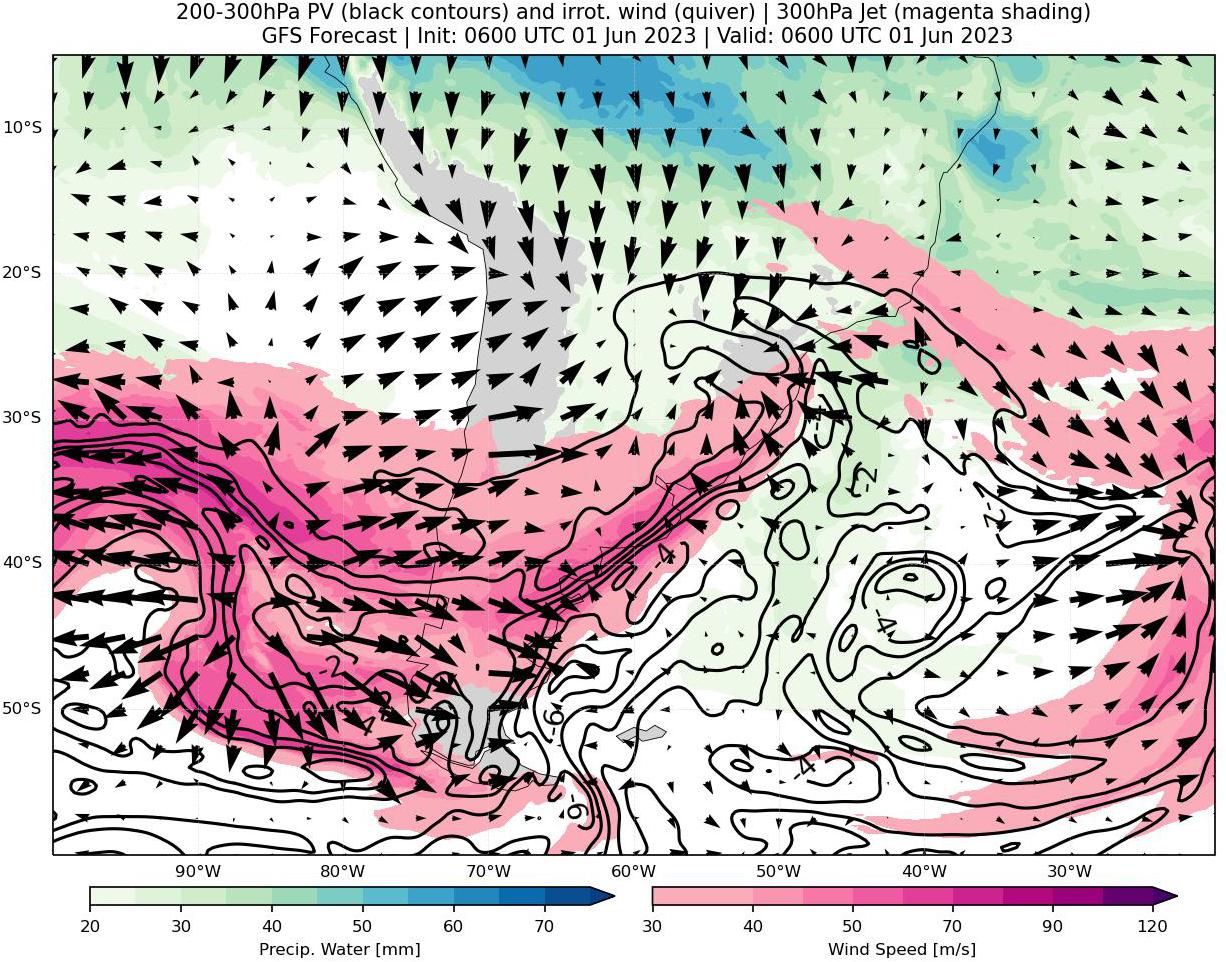 200-300hPa PV (black contours) and irrot. wind (quiver) | 300hPa Jet (magenta shading)
GFS Forecast | Init: 0600 UTC 01 Jun 2023 | Valid: 0600 UTC 01 Jun 2023
10°S
20°S
30°S
-2
-2
-2
40°S
-4
-4
-2
50°S
-4
-6
-4
-6
90°W 80°W 70°W 60°W 50°W 40°W 30°W
20 30 40 50 60 70
Precip. Water [mm]
30 40 50 70 90 120
Wind Speed [m/s]